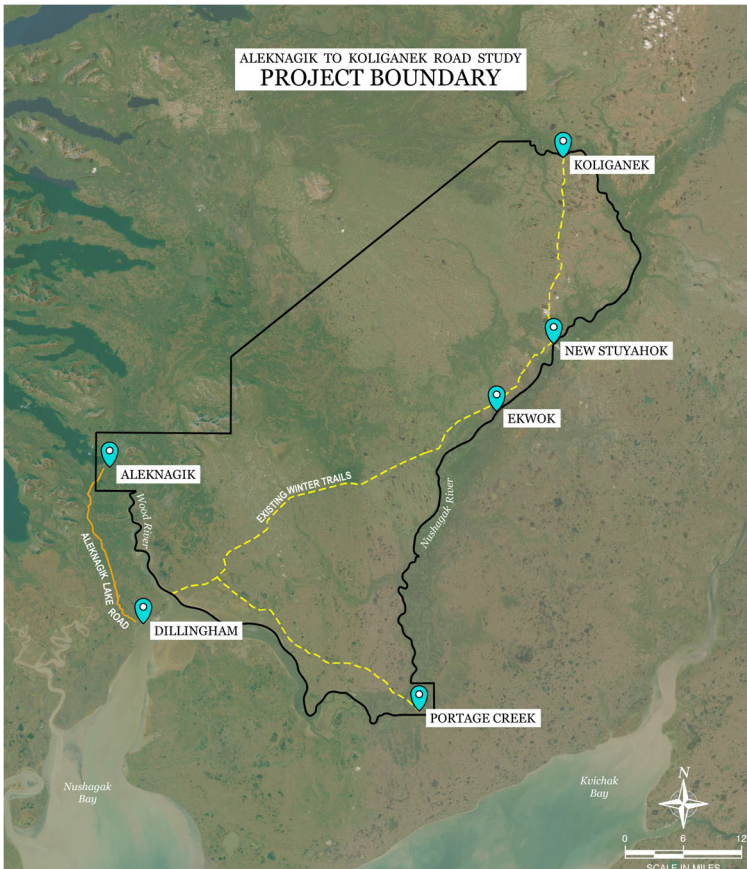 ALEKNAGIK TO KOLIGANEK ROAD STUDY
PROJECT BOUNDARY
KOLIGANEK
NEW STUYAHOK
EKWOK
ALEKNAGIK
EXISTING WINTER TRAILS
Wood River
Nushagak River
ALEKNAGIK LAKE ROAD
DILLINGHAM
PORTAGE CREEK
Nushagak
Bay
Kvichak
Bay
N
0 6 12
SCALE IN MILES